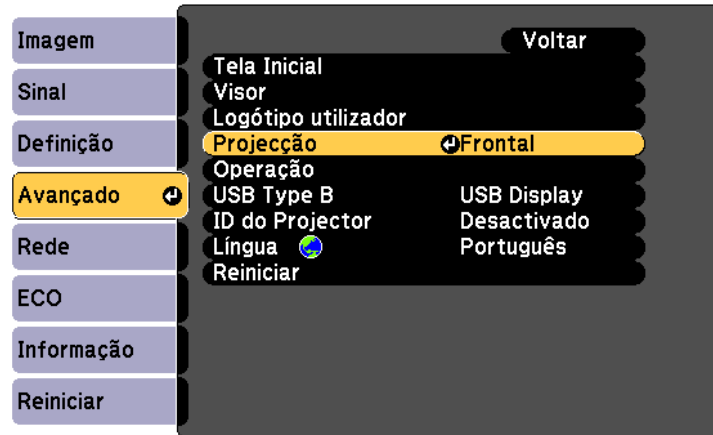 Imagem
Sinal
Definição
Avançado
Rede
ECO
Informação
Reiniciar
Voltar
Tela Inicial
Visor
Logótipo utilizador
Projecção Frontal
Operação
USB Type B USB Display
ID do Projector Desactivado
Língua Português
Reiniciar